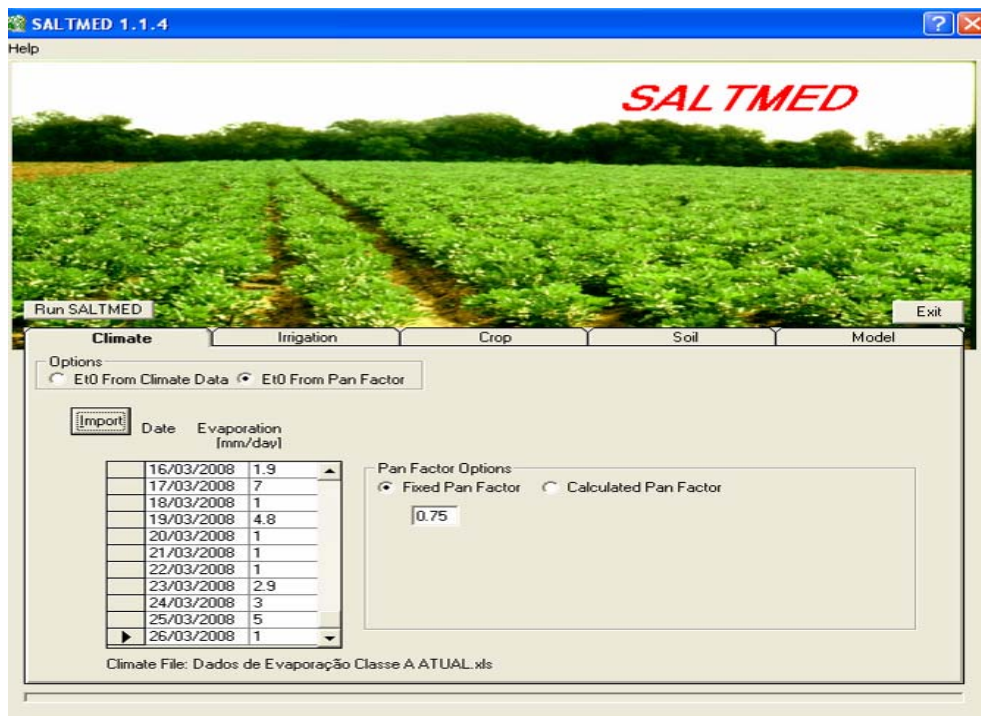 SALTMED 1.1.4
Help
SALTMED
Run SALTMED
Exit
Climate Irrigation Crop Soil Model
Options
Et0 From Climate Data Et0 From Pan Factor
Import Date Evaporation
[mm/day]
16/03/2008 1.9
17/03/2008 7
18/03/2008 1
19/03/2008 4.8
20/03/2008 1
21/03/2008 1
22/03/2008 1
23/03/2008 2.9
24/03/2008 3
25/03/2008 5
26/03/2008 1
Pan Factor Options
Fixed Pan Factor Calculated Pan Factor
0.75
Climate File: Dados de Evaporação Classe A ATUAL.xls